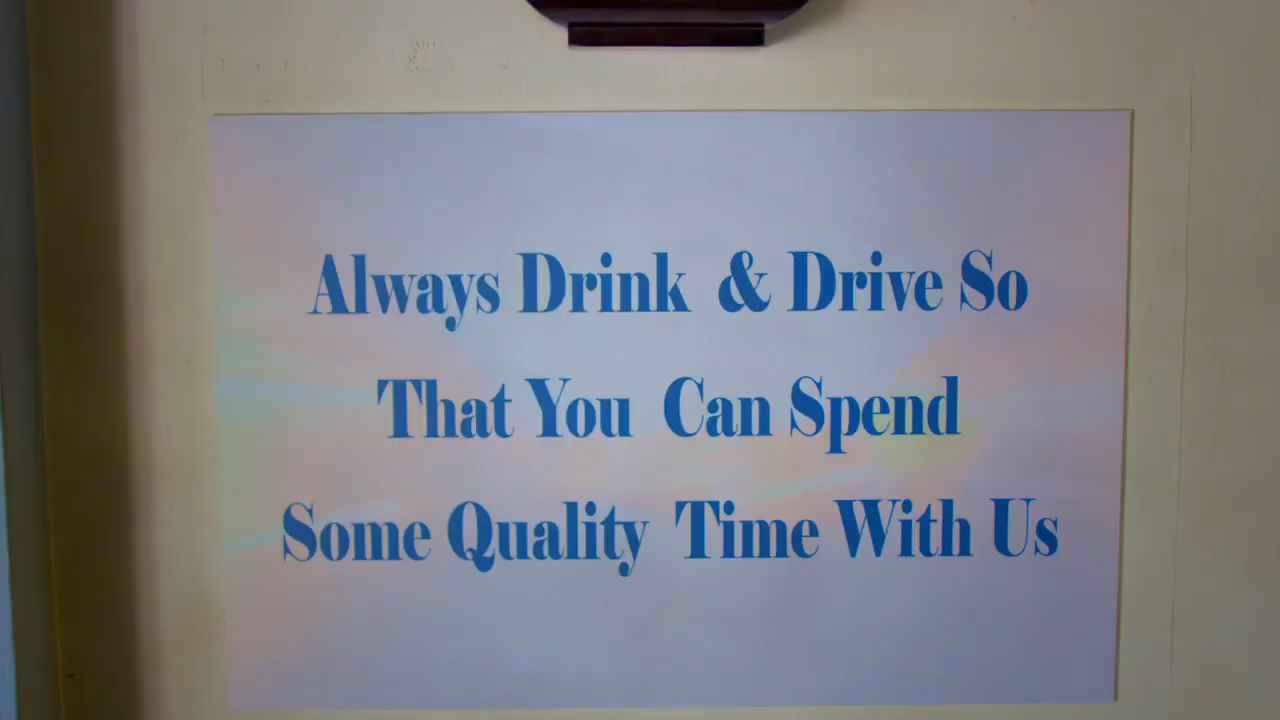 Always Drink & Drive So
That You Can Spend
Some Quality Time With Us